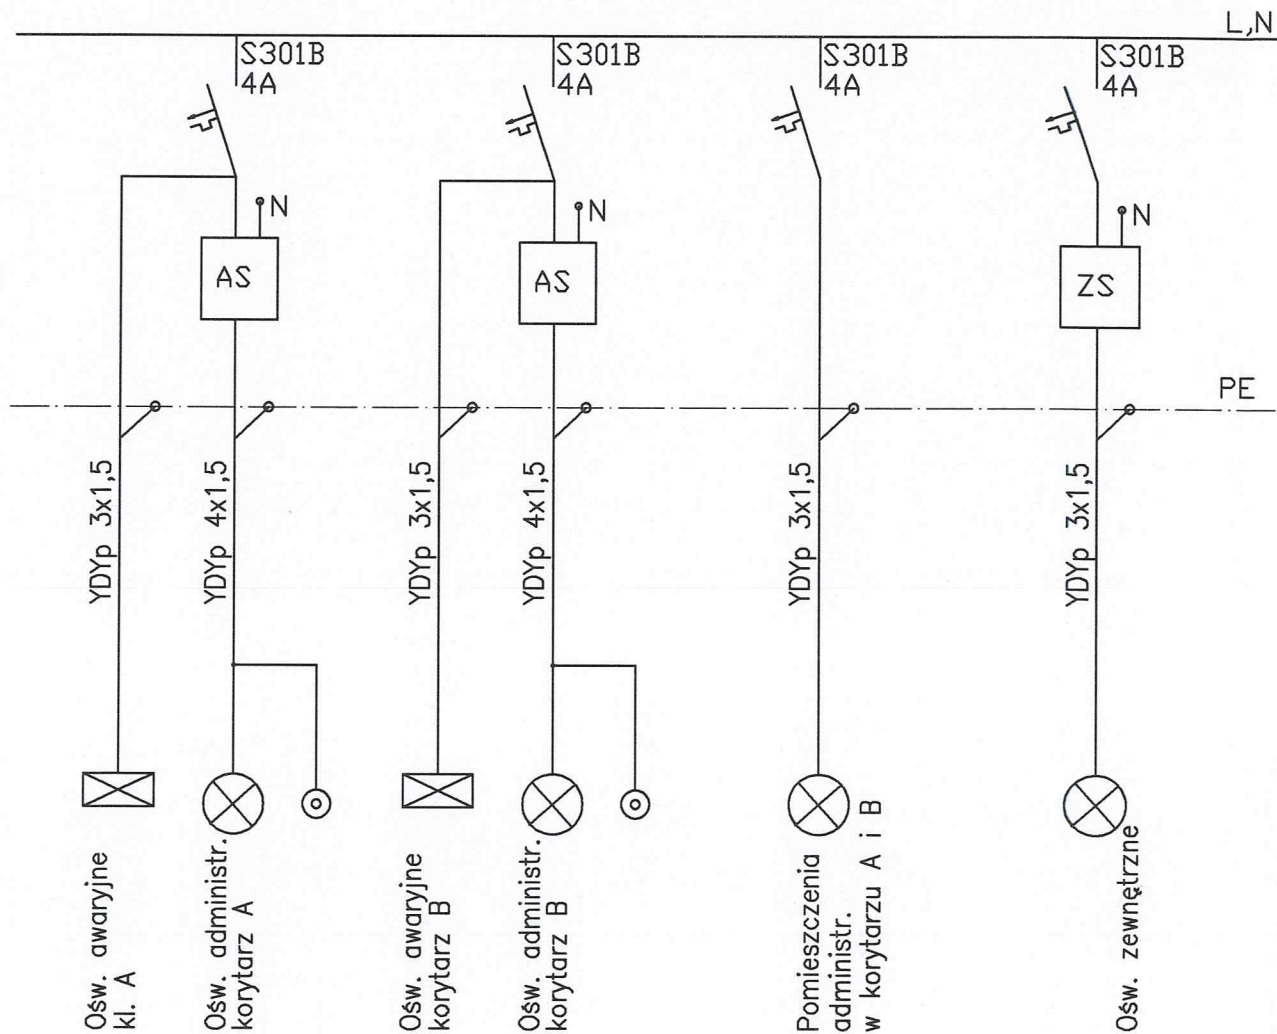 L,N
S301B
4A
S301B
4A
S301B
4A
S301B
4A
N
N
N
AS
AS
ZS
PE
YDYp 3x1,5
YDYp 4x1,5
YDYp 3x1,5
YDYp 4x1,5
YDYp 3x1,5
YDYp 3x1,5
Ośw. awaryjne
kl. A
Ośw. administr.
korytarz A
Ośw. awaryjne
korytarz B
Ośw. administr.
korytarz B
Pomieszczenia
administr.
w korytarzu A i B
Ośw. zewnętrzne